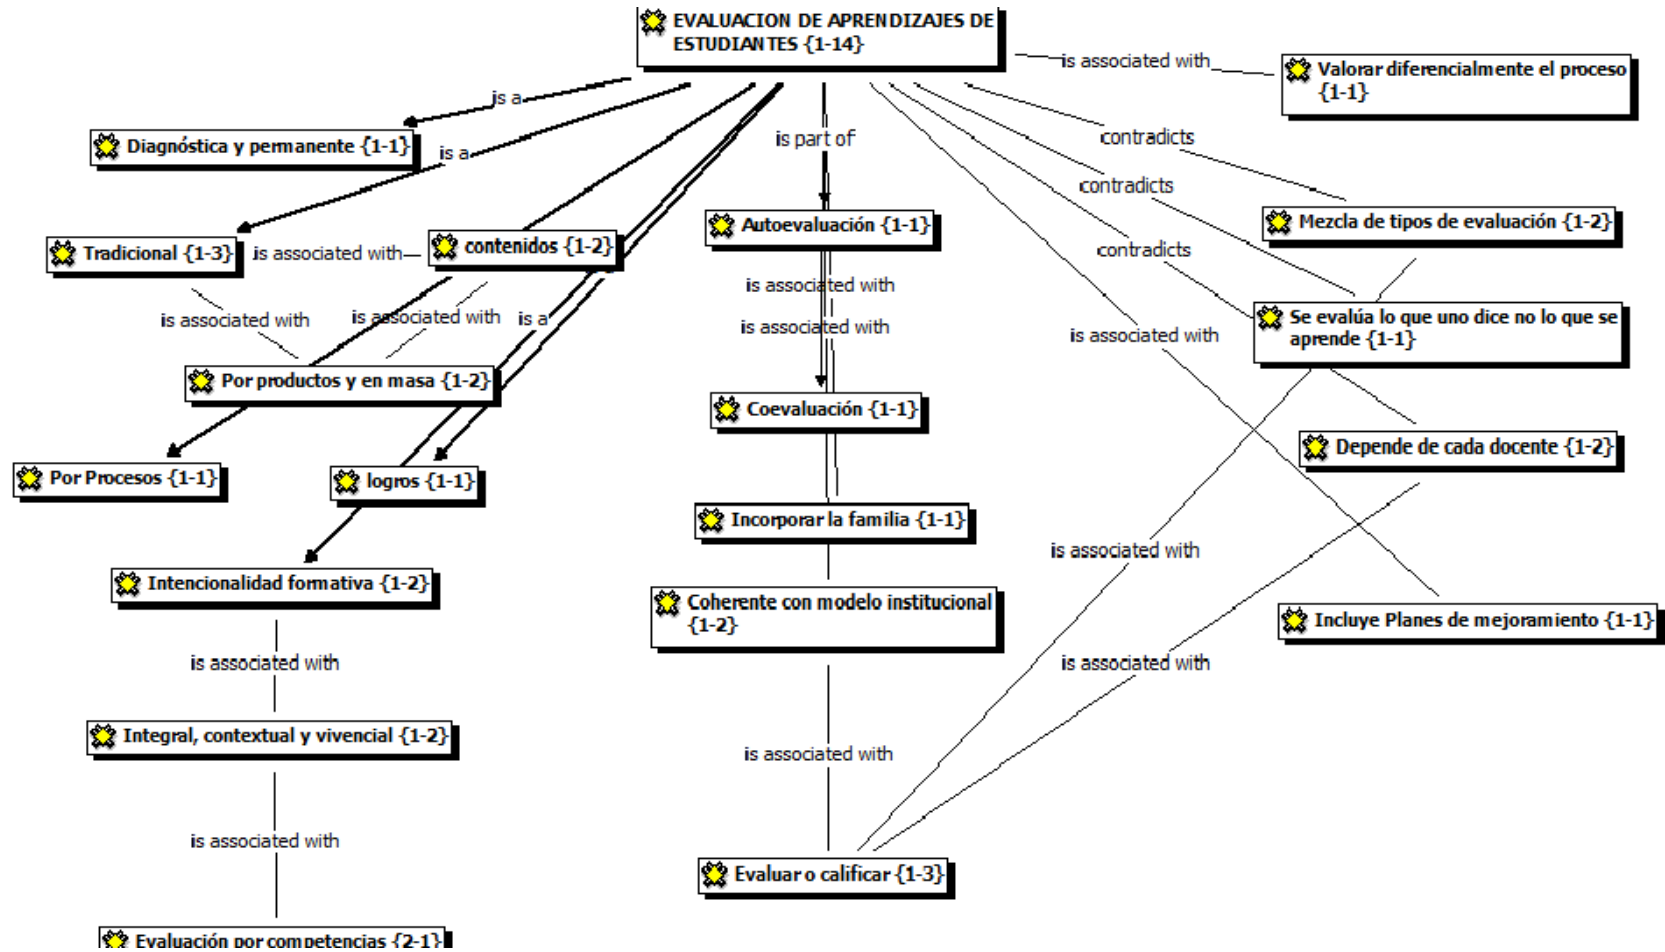 EVALUACION DE APRENDIZAJES DE
ESTUDIANTES {1-14}
is associated with
Valorar diferencialmente el proceso
{1-1}
is a
Diagnóstica y permanente {1-1}
is a
is part of
contradicts
contradicts
contradicts
Autoevaluación {1-1}
Mezcla de tipos de evaluación {1-2}
Tradicional {1-3}
is associated with
contenidos {1-2}
is associated with
is associated with
is associated with
is associated with
is a
is associated with
Se evalúa lo que uno dice no lo que se
aprende {1-1}
Por productos y en masa {1-2}
Coevaluación {1-1}
Depende de cada docente {1-2}
Por Procesos {1-1}
logros {1-1}
Incorporar la familia {1-1}
is associated with
Intencionalidad formativa {1-2}
Coherente con modelo institucional
{1-2}
Incluye Planes de mejoramiento {1-1}
is associated with
is associated with
Integral, contextual y vivencial {1-2}
is associated with
is associated with
Evaluar o calificar {1-3}
Evaluación por competencias {2-1}